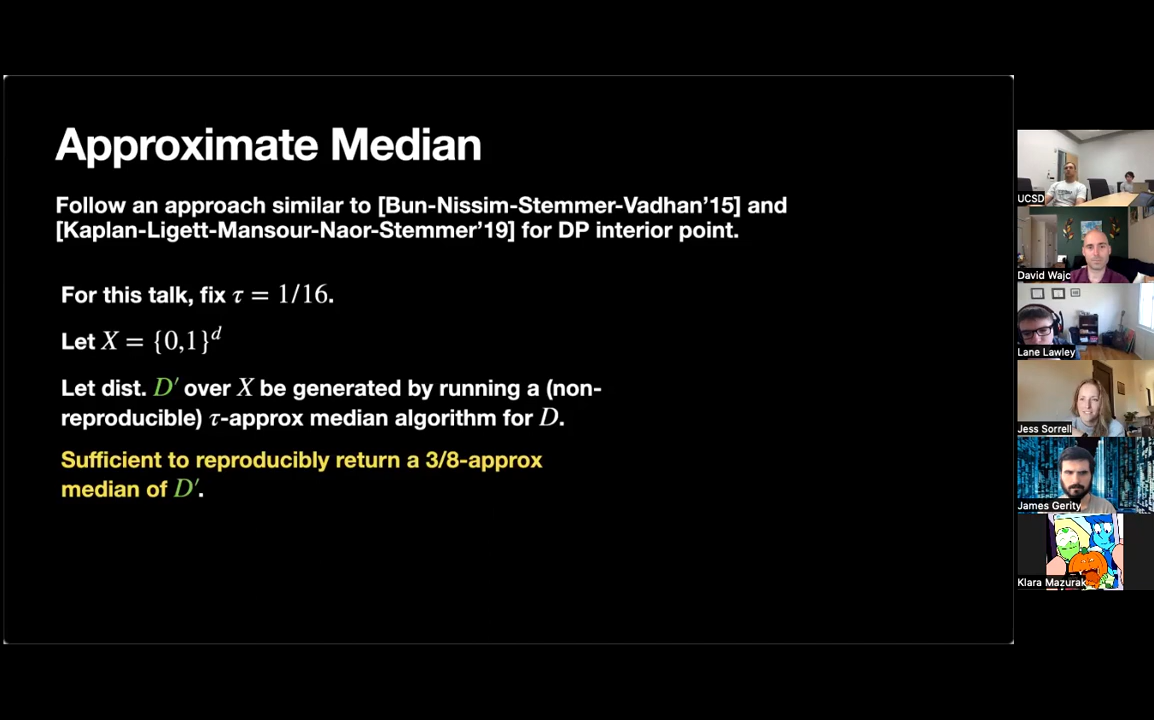 Approximate Median
Follow an approach similar to [Bun-Nissim-Stemmer-Vadhan’15] and
[Kaplan-Ligett-Mansour-Naor-Stemmer’19] for DP interior point.
For this talk, fix τ = 1/16.
Let X = {0,1}^d
Let dist. D′ over X be generated by running a (non-
reproducible) τ-approx median algorithm for D.
Sufficient to reproducibly return a 3/8-approx
median of D′.
UCSD
David Wajc
Lane Lawley
Jess Sorrell
James Gerity
Klara Mazurak